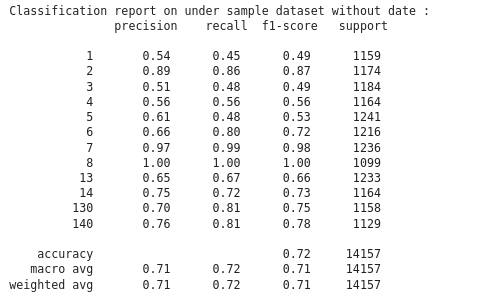 Classification report on under sample dataset without date :
precision recall f1-score support
1 0.54 0.45 0.49 1159
2 0.89 0.86 0.87 1174
3 0.51 0.48 0.49 1184
4 0.56 0.56 0.56 1164
5 0.61 0.48 0.53 1241
6 0.66 0.80 0.72 1216
7 0.97 0.99 0.98 1236
8 1.00 1.00 1.00 1099
13 0.65 0.67 0.66 1233
14 0.75 0.72 0.73 1164
130 0.70 0.81 0.75 1158
140 0.76 0.81 0.78 1129
accuracy 0.72 14157
macro avg 0.71 0.72 0.71 14157
weighted avg 0.71 0.72 0.71 14157